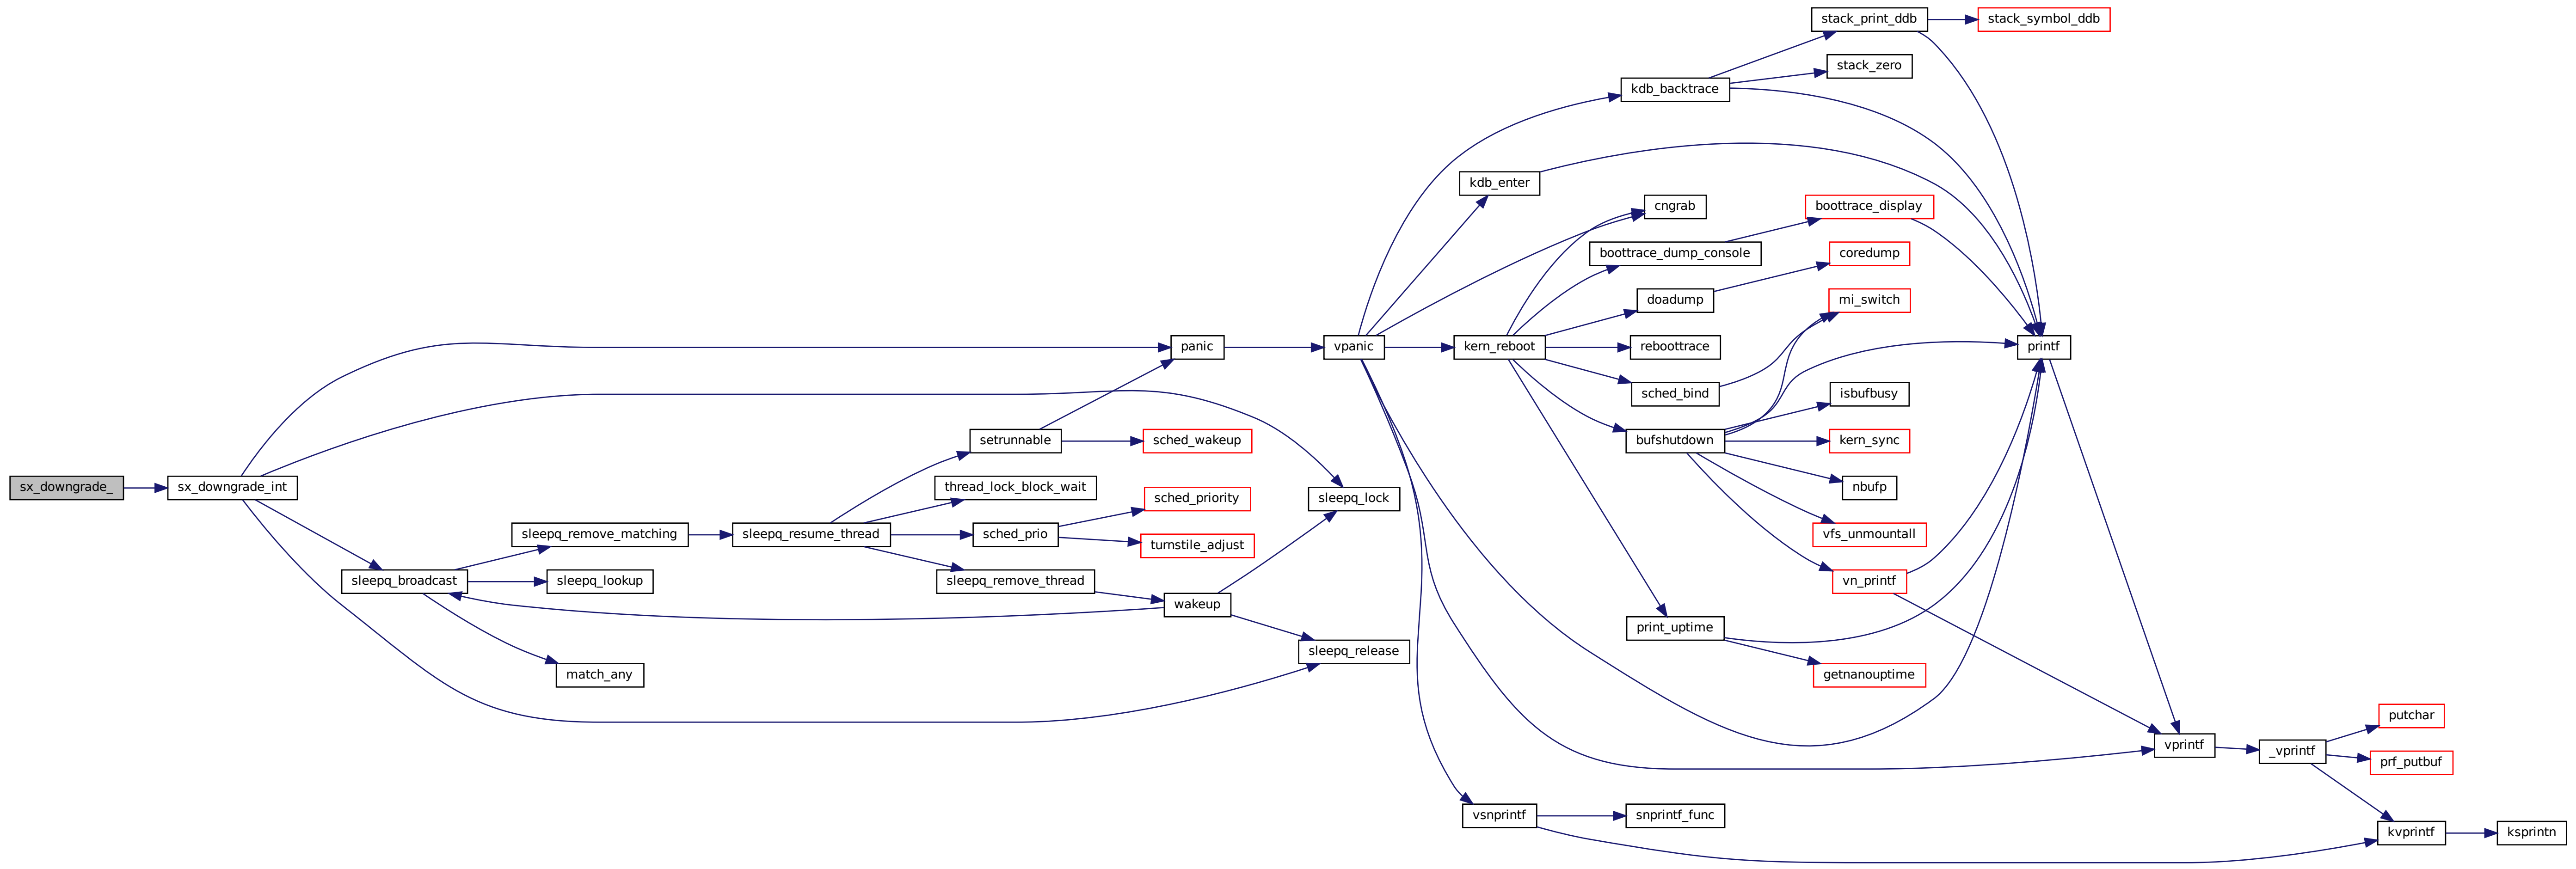 stack_print_ddb
stack_symbol_ddb
stack_zero
kdb_backtrace
kdb_enter
cngrab
boottrace_display
boottrace_dump_console
coredump
doadump
mi_switch
panic
vpanic
kern_reboot
reboottrace
printf
sched_bind
isbufbusy
setrunnable
sched_wakeup
bufshutdown
kern_sync
sx_downgrade_
sx_downgrade_int
thread_lock_block_wait
sched_priority
sleepq_lock
nbufp
sleepq_remove_matching
sleepq_resume_thread
sched_prio
turnstile_adjust
vfs_unmountall
sleepq_broadcast
sleepq_lookup
sleepq_remove_thread
vn_printf
wakeup
print_uptime
sleepq_release
match_any
getnanouptime
putchar
vprintf
_vprintf
prf_putbuf
vsnprintf
snprintf_func
kvprintf
ksprintn